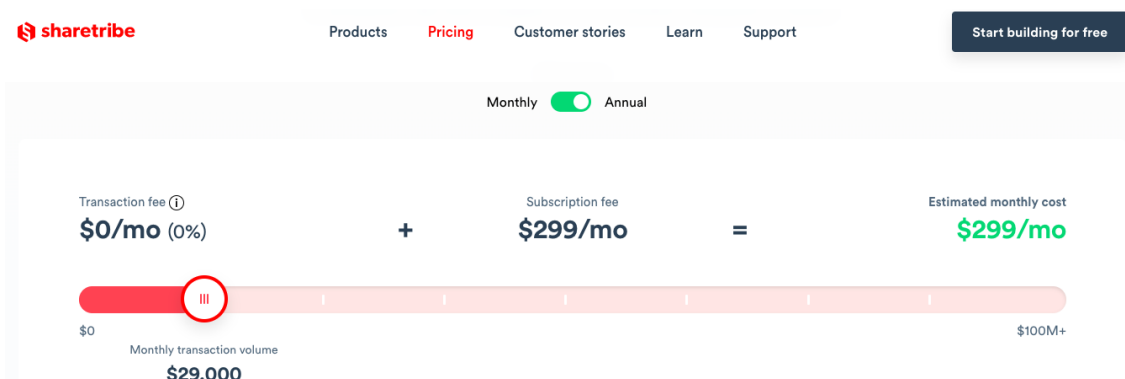 sharetribe Products Pricing Customer stories Learn Support Start building for free
Monthly Annual
Transaction fee Subscription fee Estimated monthly cost
$0/mo (0%) + $299/mo = $299/mo
$0 $100M+
Monthly transaction volume
$29,000